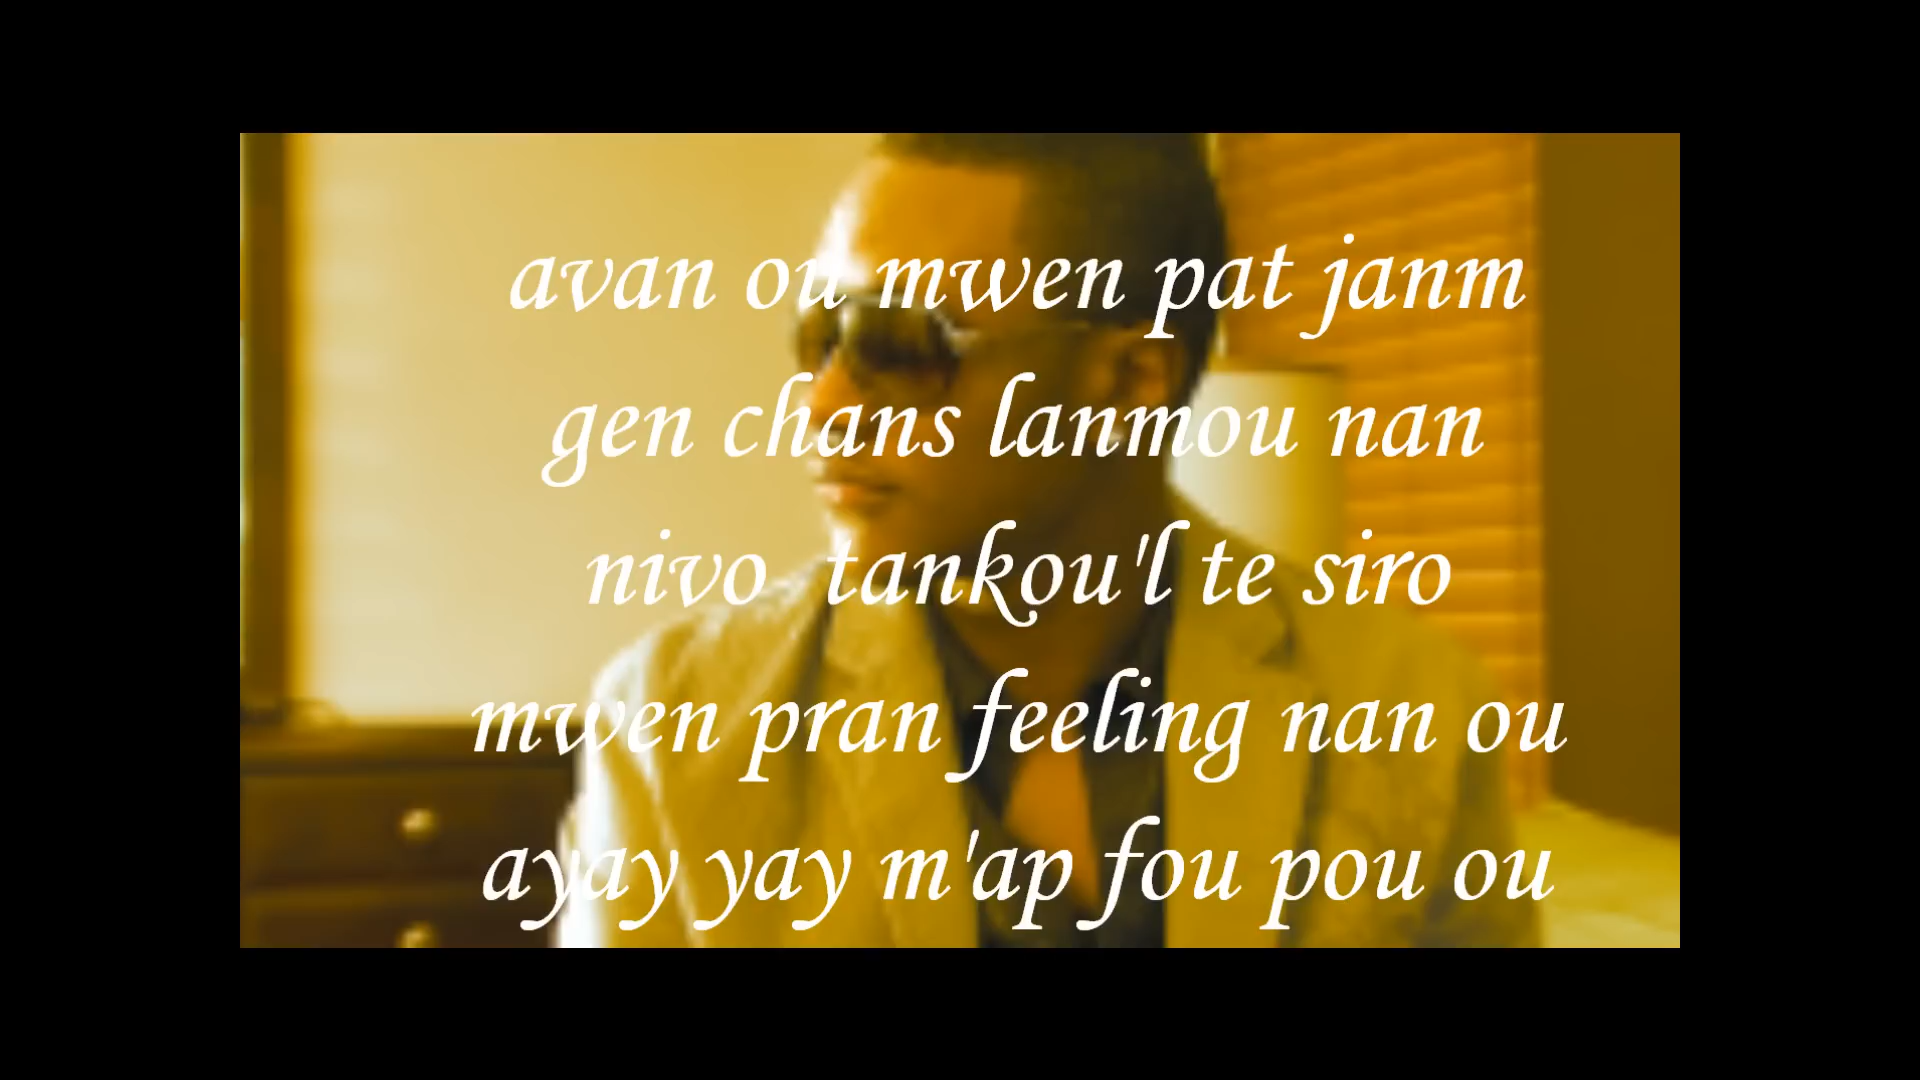 avan ou mwen pat janm
gen chans lanmou nan
nivo  tankou'l te siro
mwen pran feeling nan ou
ayay yay m'ap fou pou ou